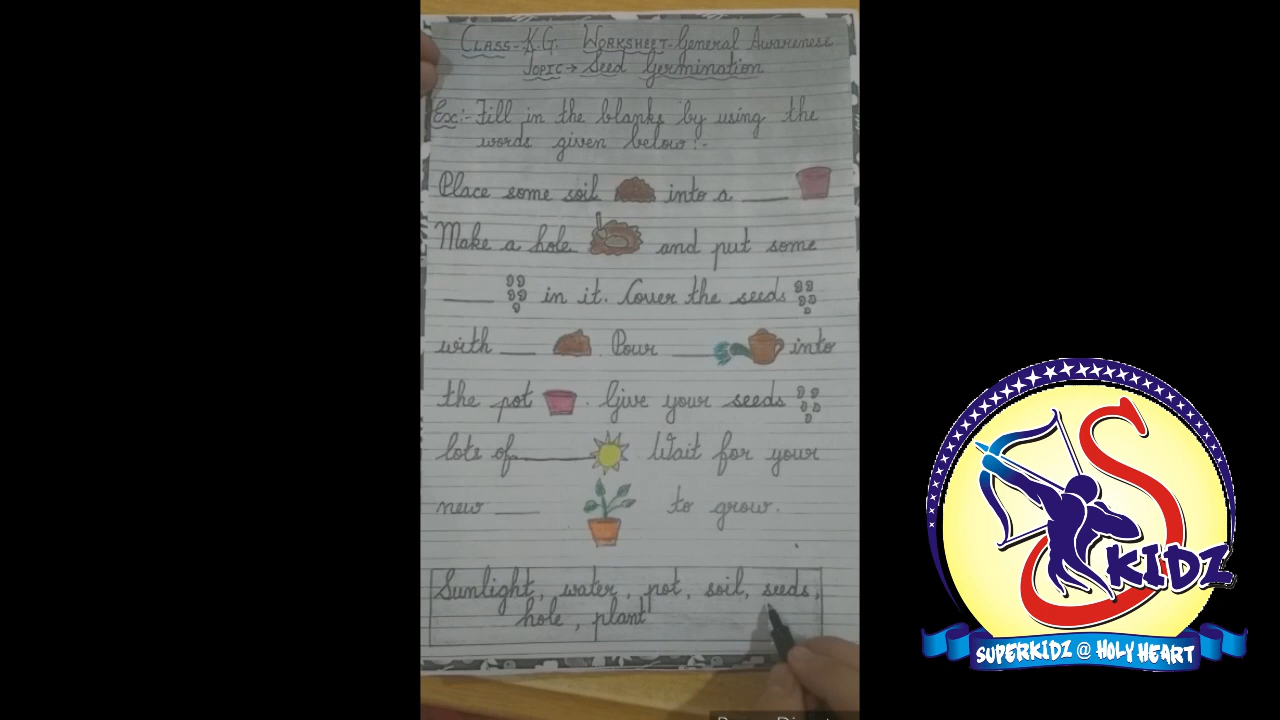 CLASS-K.G. WORKSHEET-General Awareness
TOPIC→ Seed Germination
Ex:- Fill in the blanks by using the
words given below:-
Place some soil into a ____
Make a hole and put some
____ in it. Cover the seeds
with ____ . Pour ____ into
the pot . Give your seeds
lots of ____ Wait for your
new ____ to grow.
Sunlight, water, pot, soil, seeds,
hole, plant
S
KIDZ
SUPERKIDZ @ HOLY HEART